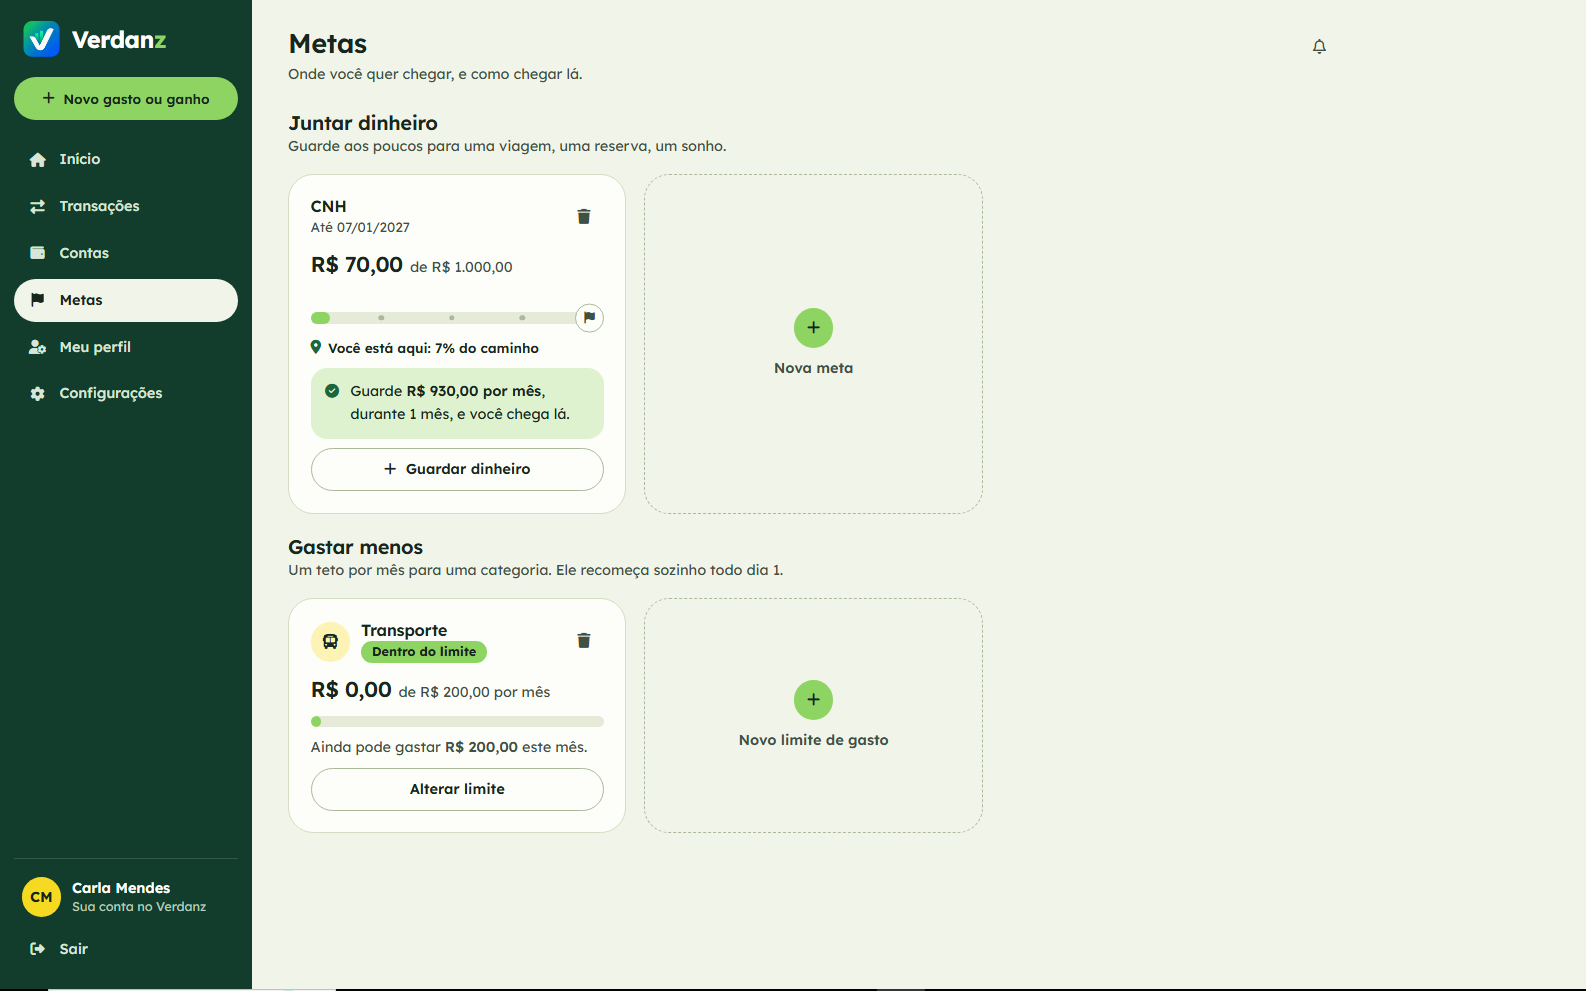 Verdanz
Novo gasto ou ganho
Início
Transações
Contas
Metas
Meu perfil
Configurações
CM
Carla Mendes
Sua conta no Verdanz
Sair
Metas
Onde você quer chegar, e como chegar lá.
Juntar dinheiro
Guarde aos poucos para uma viagem, uma reserva, um sonho.
CNH
Até 07/01/2027
R$ 70,00 de R$ 1.000,00
Você está aqui: 7% do caminho
Guarde R$ 930,00 por mês,
durante 1 mês, e você chega lá.
Guardar dinheiro
Nova meta
Gastar menos
Um teto por mês para uma categoria. Ele recomeça sozinho todo dia 1.
Transporte
Dentro do limite
R$ 0,00 de R$ 200,00 por mês
Ainda pode gastar R$ 200,00 este mês.
Alterar limite
Novo limite de gasto